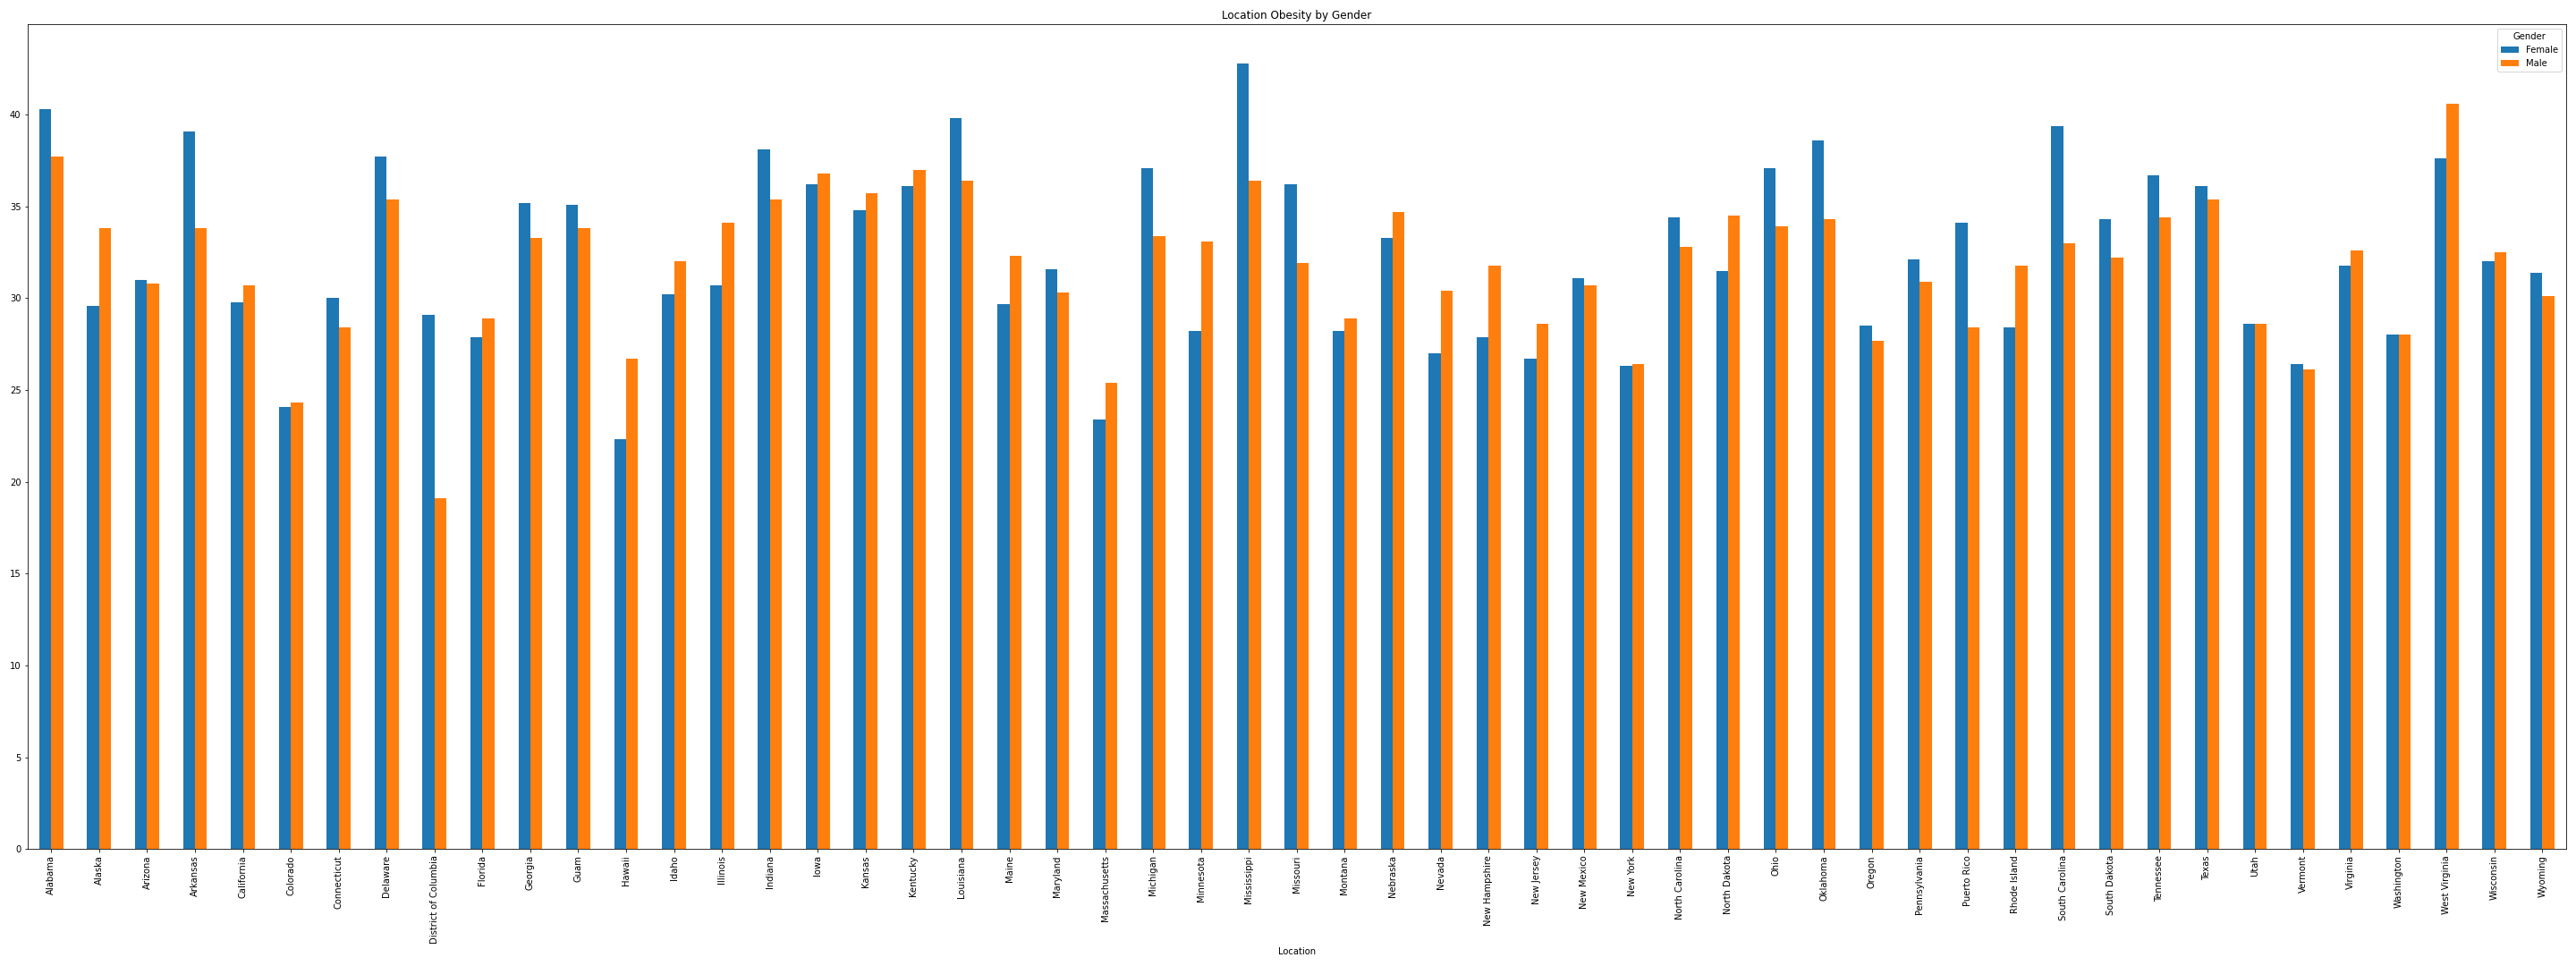 Location Obesity by Gender
Gender
Female
Male
40
35
30
25
20
15
10
5
0
Alabama
Alaska
Arizona
Arkansas
California
Colorado
Connecticut
Delaware
District of Columbia
Florida
Georgia
Guam
Hawaii
Idaho
Illinois
Indiana
Iowa
Kansas
Kentucky
Louisiana
Maine
Maryland
Massachusetts
Michigan
Minnesota
Mississippi
Missouri
Montana
Nebraska
Nevada
New Hampshire
New Jersey
New Mexico
New York
North Carolina
North Dakota
Ohio
Oklahoma
Oregon
Pennsylvania
Puerto Rico
Rhode Island
South Carolina
South Dakota
Tennessee
Texas
Utah
Vermont
Virginia
Washington
West Virginia
Wisconsin
Wyoming
Location